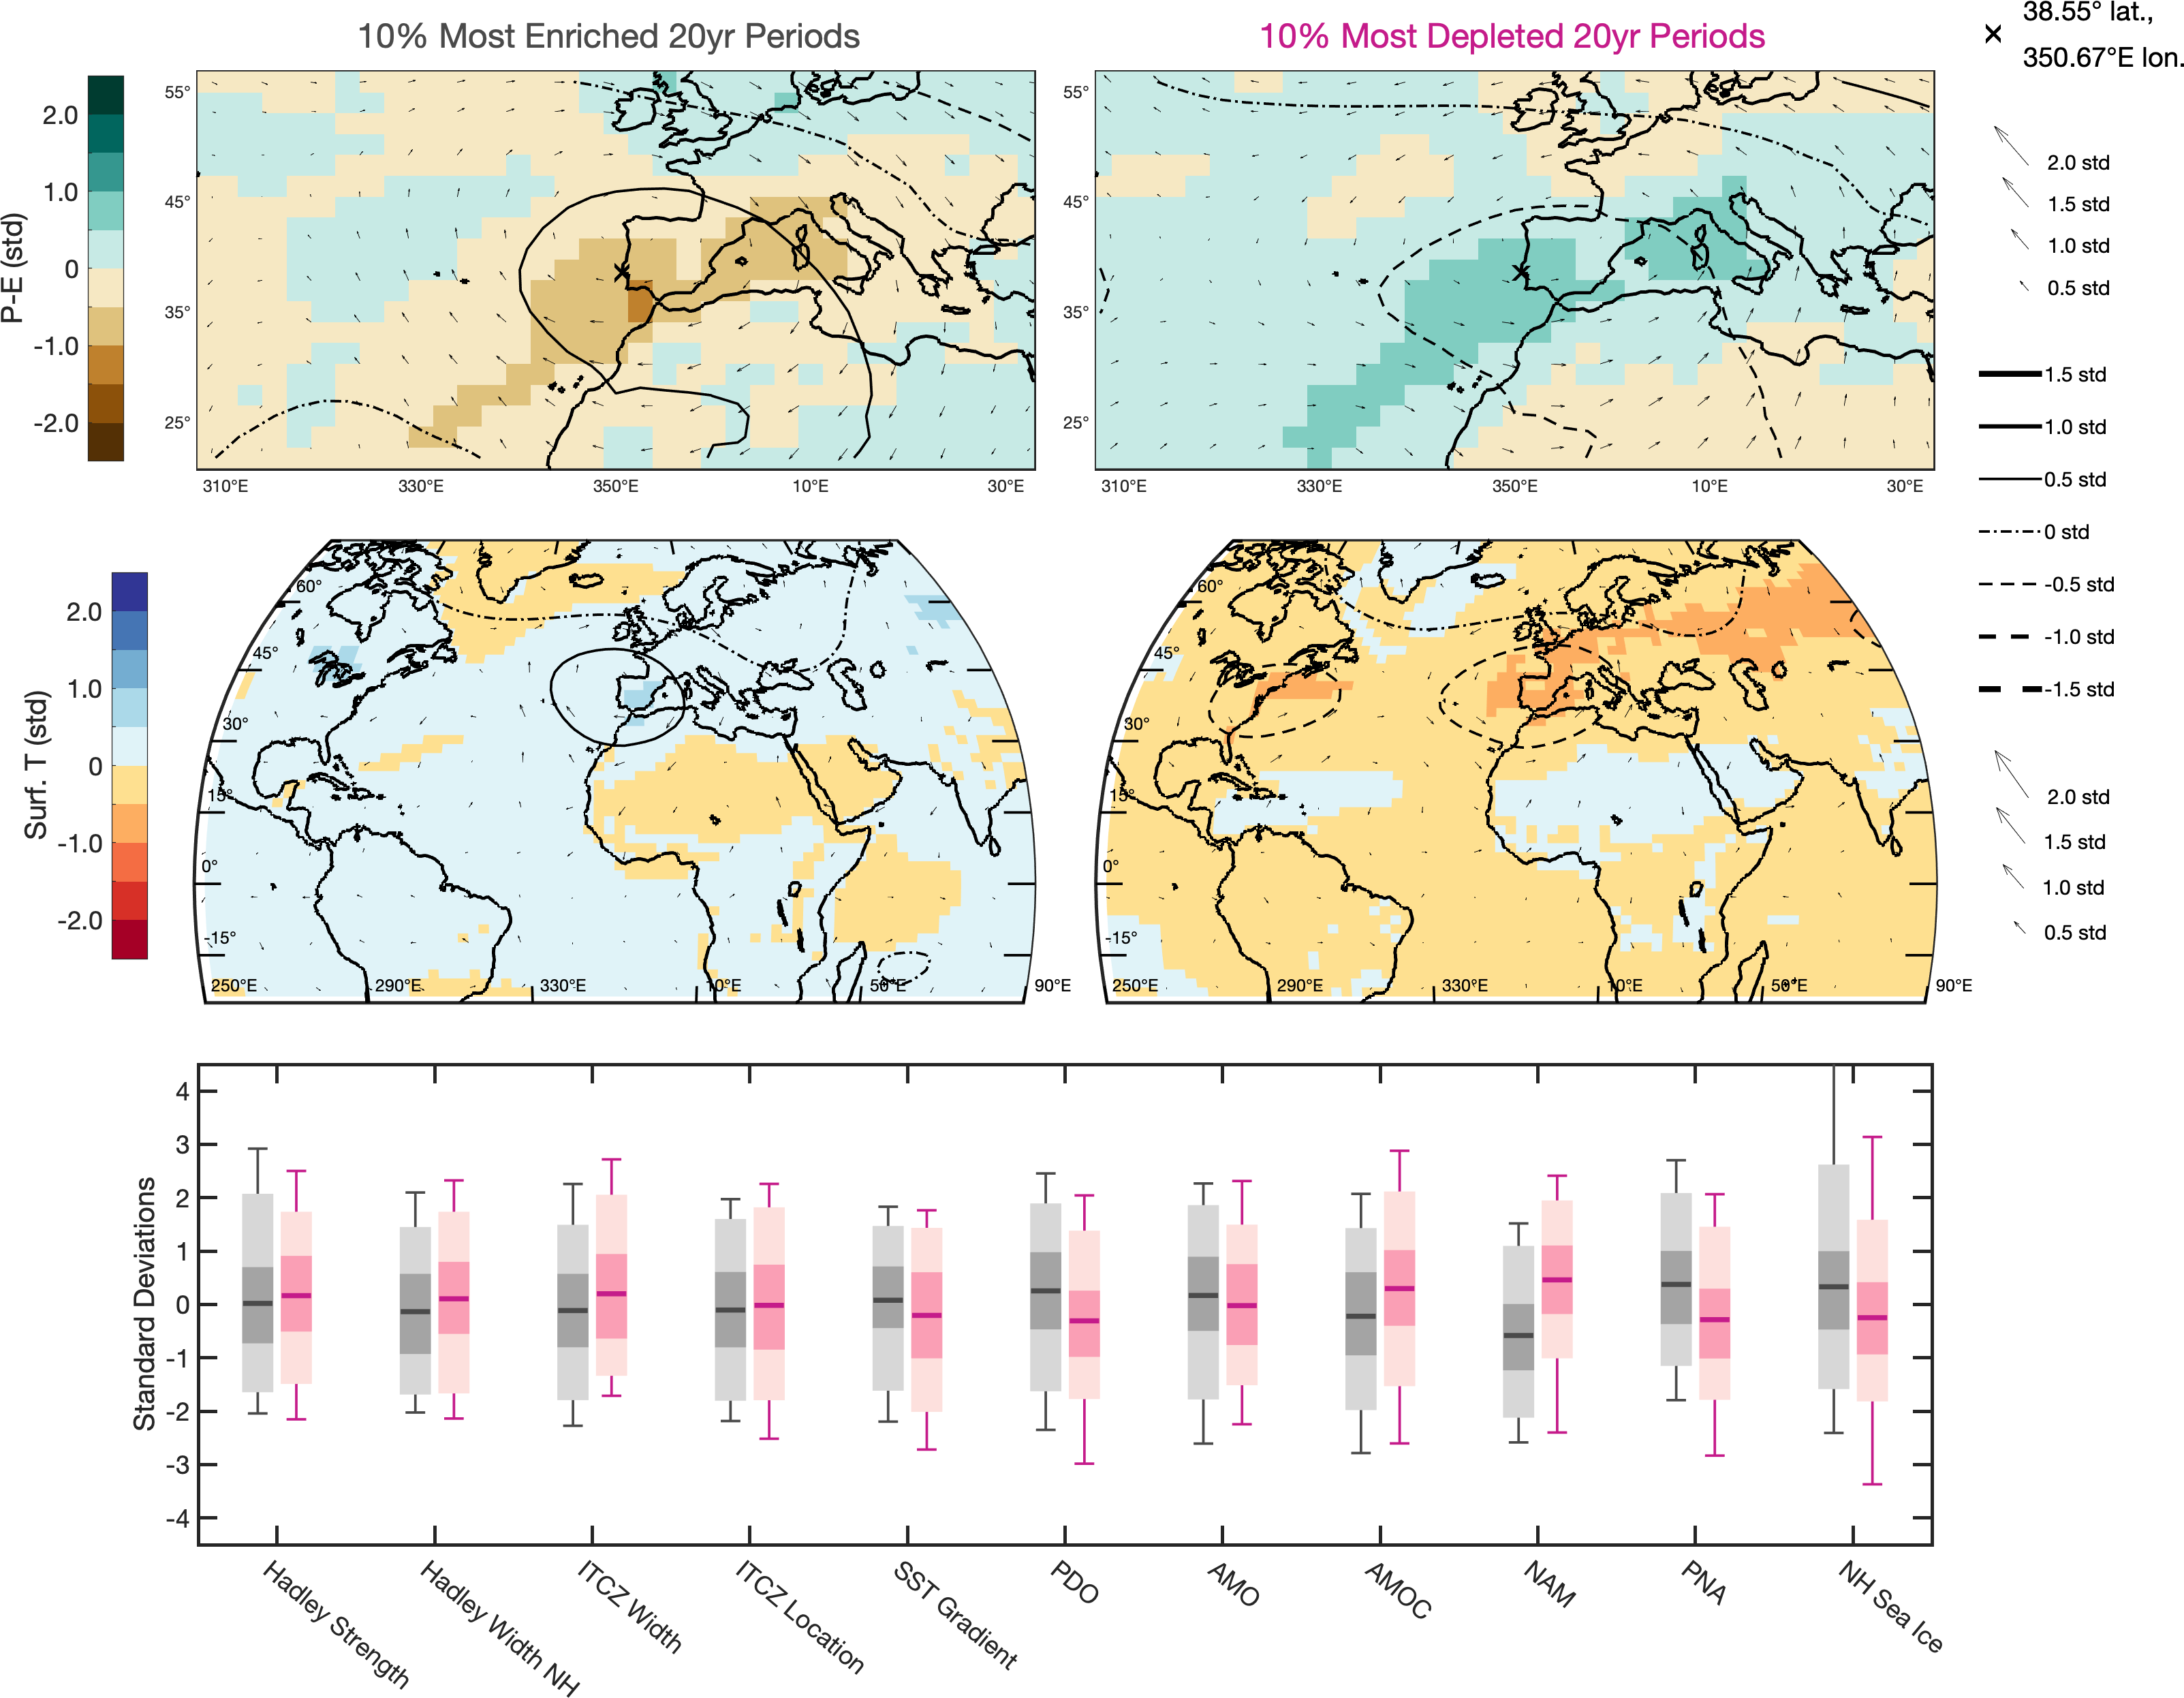 10% Most Enriched 20yr Periods
10% Most Depleted 20yr Periods
38.55° lat.,
350.67°E lon.
P-E (std)
2.0
1.0
0
-1.0
-2.0
55°
45°
35°
25°
310°E
330°E
350°E
10°E
30°E
55°
45°
35°
25°
310°E
330°E
350°E
10°E
30°E
2.0 std
1.5 std
1.0 std
0.5 std
1.5 std
1.0 std
0.5 std
0 std
-0.5 std
-1.0 std
-1.5 std
Surf. T (std)
2.0
1.0
0
-1.0
-2.0
60°
45°
30°
15°
0°
-15°
250°E
290°E
330°E
10°E
50°E
90°E
60°
45°
30°
15°
0°
-15°
250°E
290°E
330°E
10°E
50°E
90°E
2.0 std
1.5 std
1.0 std
0.5 std
Standard Deviations
4
3
2
1
0
-1
-2
-3
-4
Hadley Strength
Hadley Width NH
ITCZ Width
ITCZ Location
SST Gradient
PDO
AMO
AMOC
NAM
PNA
NH Sea Ice